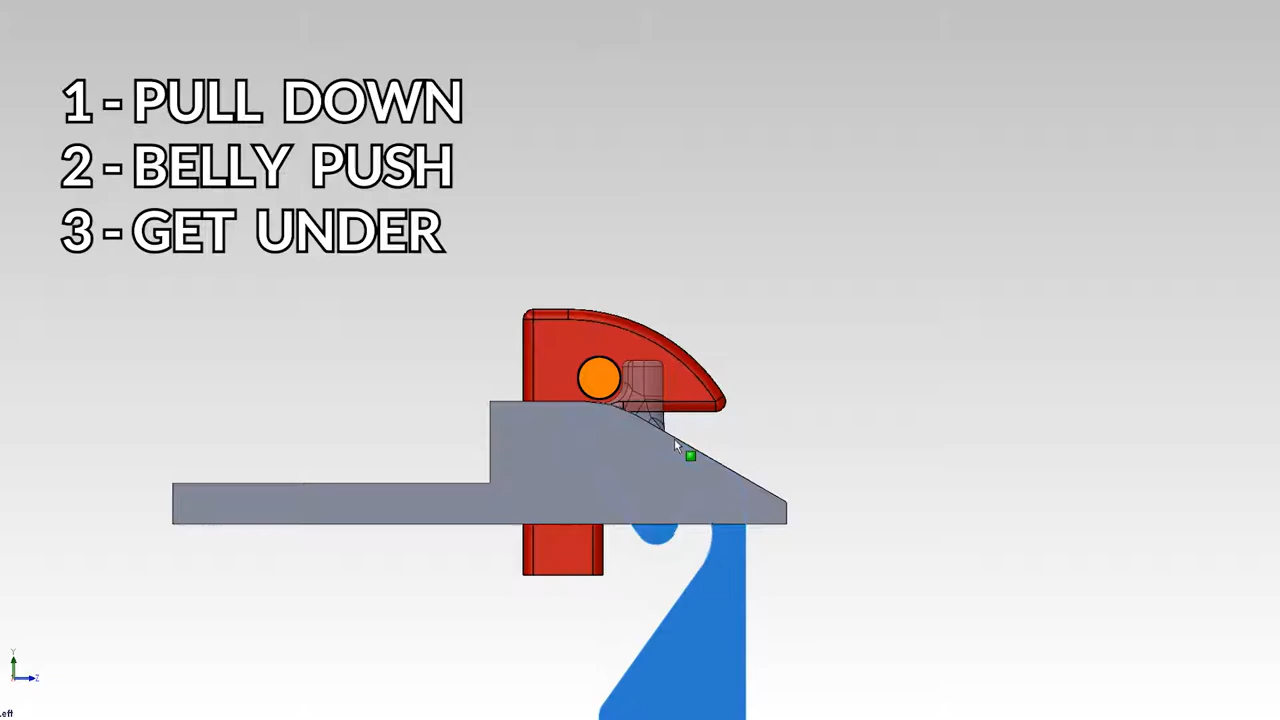 1 - PULL DOWN
2 - BELLY PUSH
3 - GET UNDER
Y
Z